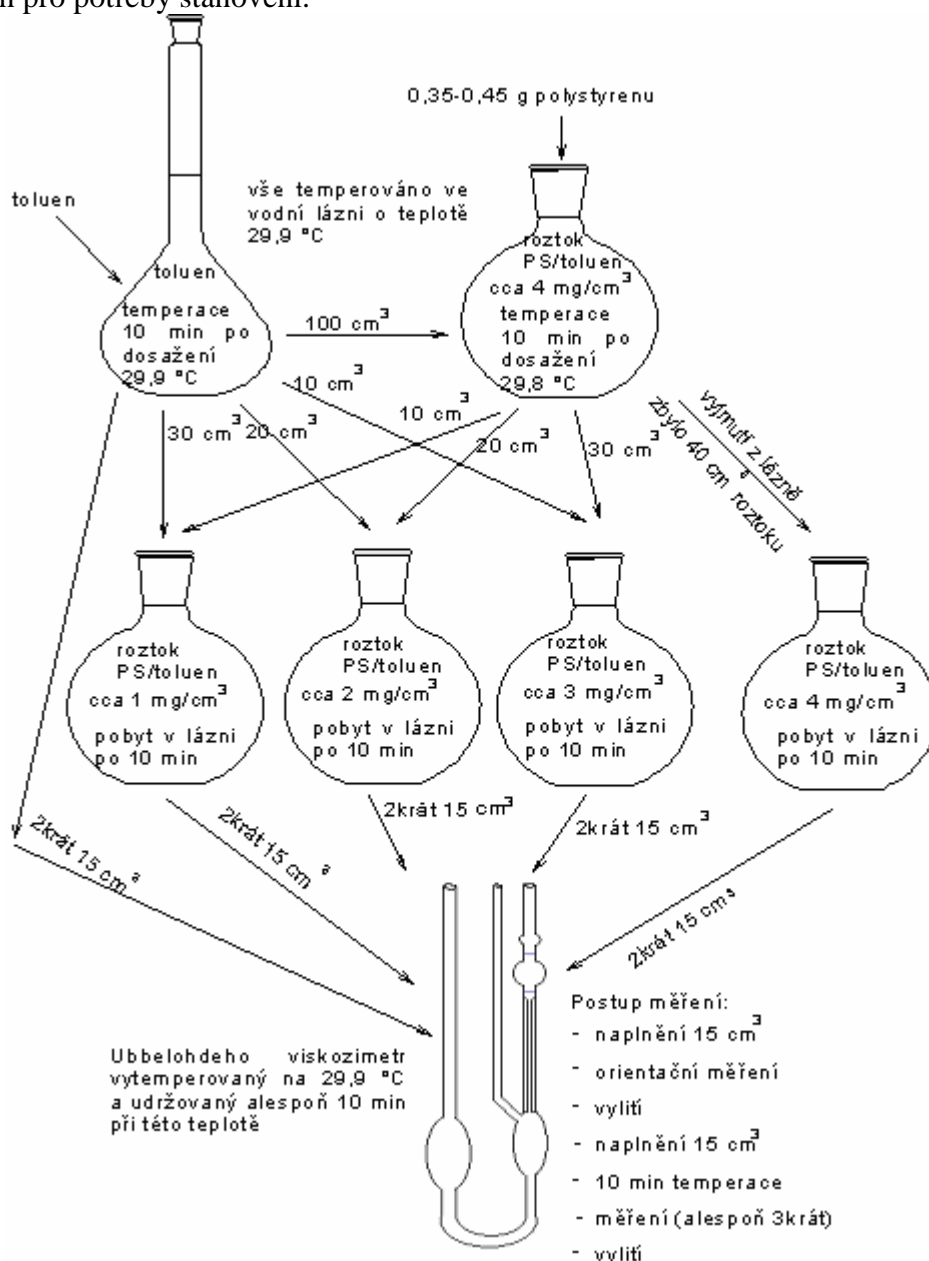 pro potřeby stanovení.
0,35-0,45 g polystyrenu
toluen
vše temperováno ve
vodní lázni o teplotě
29,9 °C
toluen
temperace
10 min po
dosažení
29,9 °C
100 cm³
roztok
PS/toluen
cca 4 mg/cm³
temperace
10 min po
dosažení
29,8 °C
10 cm³
10 cm³
30 cm³
20 cm³
20 cm³
30 cm³
vyjmutí z lázně
zbylo 40 cm³ roztoku
roztok
PS/toluen
cca 1 mg/cm³
pobyt v lázni
po 10 min
roztok
PS/toluen
cca 2 mg/cm³
pobyt v lázni
po 10 min
roztok
PS/toluen
cca 3 mg/cm³
pobyt v lázni
po 10 min
roztok
PS/toluen
cca 4 mg/cm³
pobyt v lázni
po 10 min
2krát 15 cm³
2krát 15 cm³
2krát 15 cm³
2krát 15 cm³
2krát 15 cm³
Ubbelohdeho viskozimetr
vytemperovaný na 29,9 °C
a udržovaný alespoň 10 min
při této teplotě
Postup měření:
- naplnění 15 cm³
- orientační měření
- vylití
- naplnění 15 cm³
- 10 min temperace
- měření (alespoň 3krát)
- vylití